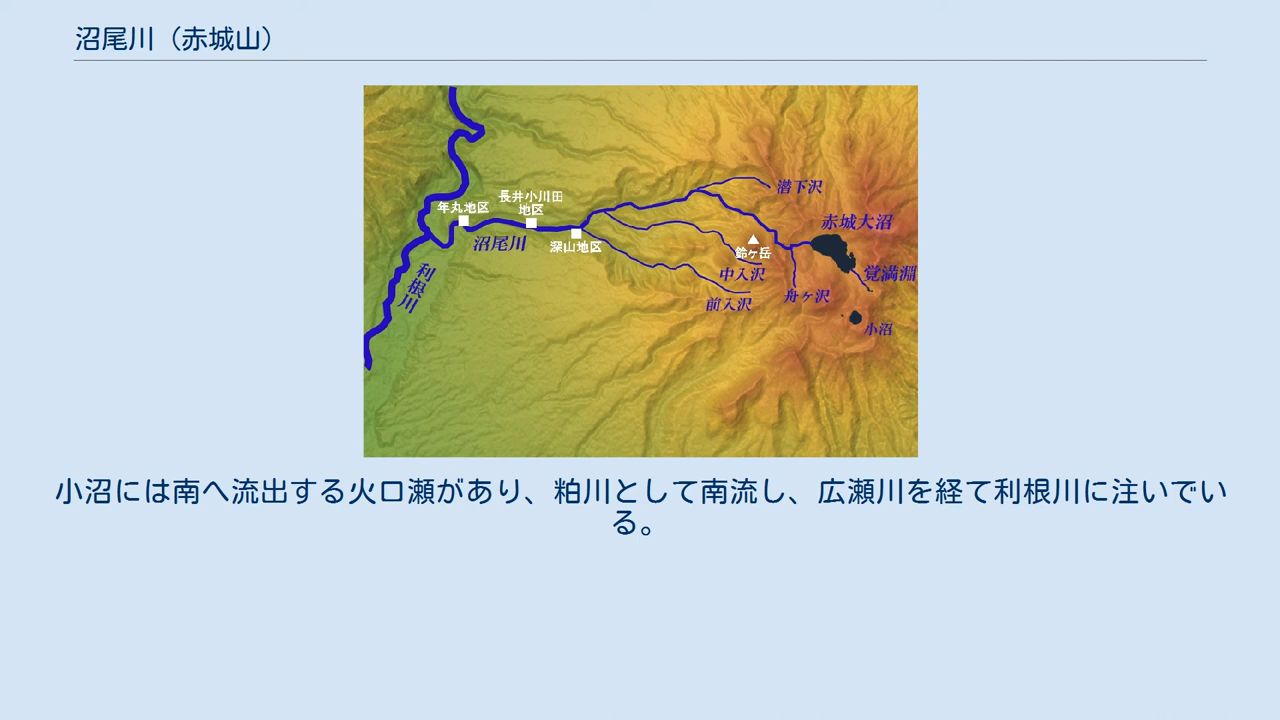 沼尾川（赤城山）
潜下沢
長井小川田
地区
年丸地区
赤城大沼
沼尾川
深山地区
鈴ヶ岳
利根川
中入沢
覚満淵
前入沢
舟ヶ沢
小沼
小沼には南へ流出する火口瀬があり、粕川として南流し、広瀬川を経て利根川に注いでい
る。